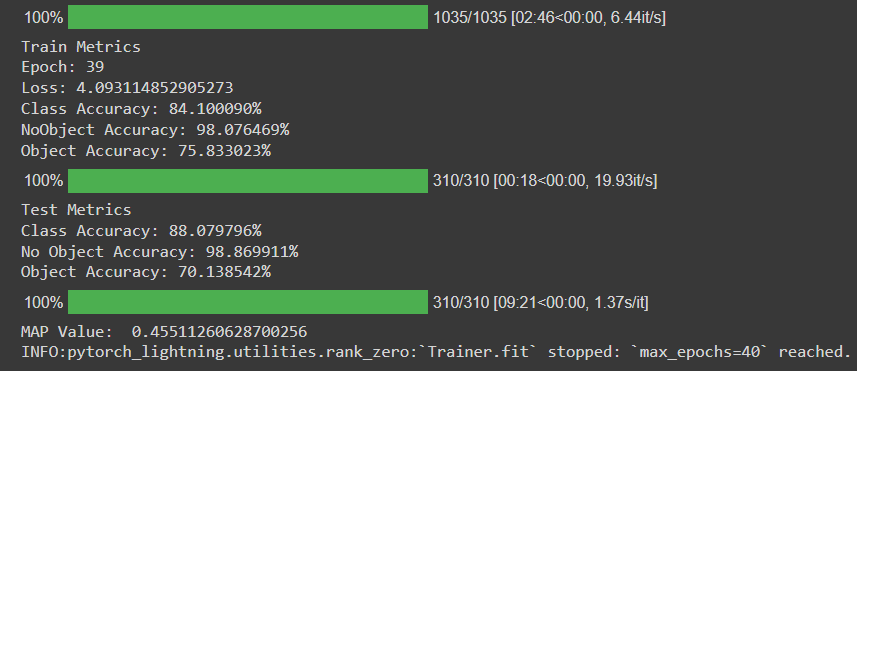 100% 1035/1035 [02:46<00:00, 6.44it/s]
Train Metrics
Epoch: 39
Loss: 4.093114852905273
Class Accuracy: 84.100090%
NoObject Accuracy: 98.076469%
Object Accuracy: 75.833023%
100% 310/310 [00:18<00:00, 19.93it/s]
Test Metrics
Class Accuracy: 88.079796%
No Object Accuracy: 98.869911%
Object Accuracy: 70.138542%
100% 310/310 [09:21<00:00, 1.37s/it]
MAP Value:  0.45511260628700256
INFO:pytorch_lightning.utilities.rank_zero:`Trainer.fit` stopped: `max_epochs=40` reached.